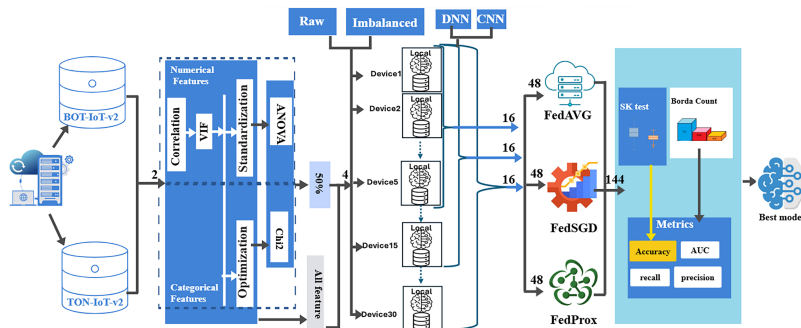 Raw
Imbalanced
DNN
CNN
BOT-IoT-v2
TON-IoT-v2
2
Numerical
Features
Correlation
VIF
Standardization
ANOVA
Optimization
Chi2
Categorical
Features
50%
All feature
4
Device1
Local
Device2
Local
Device5
Local
Device15
Local
Device30
Local
16
16
16
48
FedAVG
48
FedSGD
48
FedProx
144
SK test
Borda Count
Metrics
Accuracy
AUC
recall
precision
Best mode